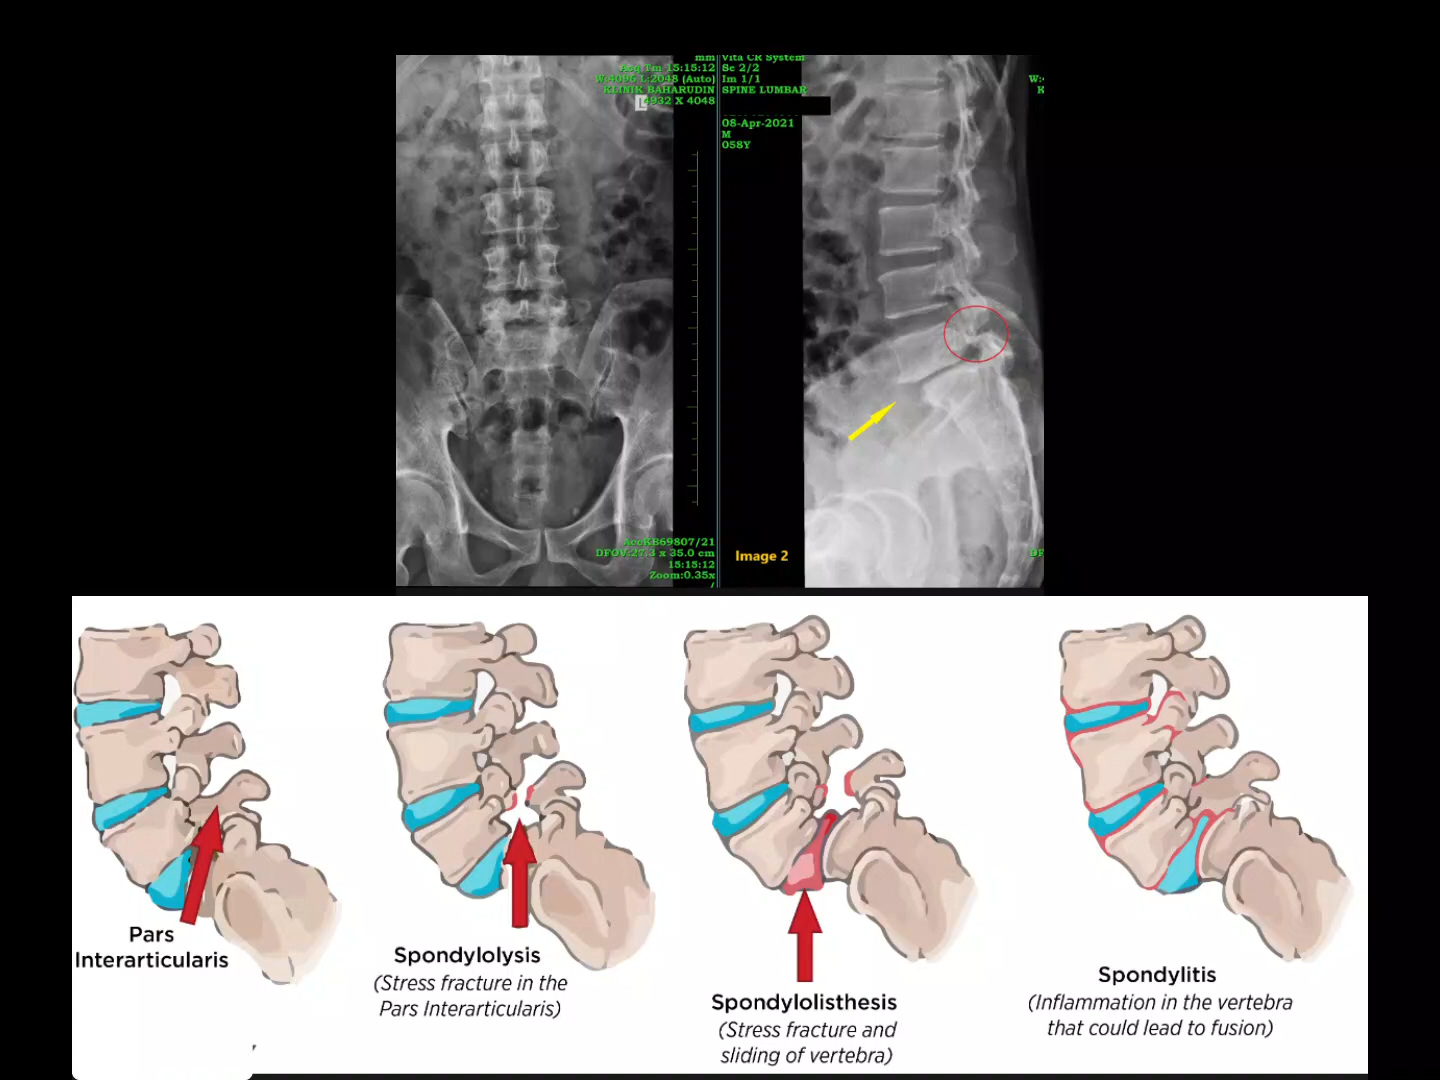 mm
Acq Tm 15:15:12
W:4096 L:2048 (Auto)
KLINIK BAHARUDIN
L 4932 X 4048
Vita CR System
Se 2/2
Im 1/1
SPINE LUMBAR
08-Apr-2021
M
058Y
W:
K
AccKB69807/21
DFOV:27.3 x 35.0 cm
15:15:12
Zoom:0.35x
Image 2
DF
Pars
Interarticularis
Spondylolysis
(Stress fracture in the
Pars Interarticularis)
Spondylolisthesis
(Stress fracture and
sliding of vertebra)
Spondylitis
(Inflammation in the vertebra
that could lead to fusion)